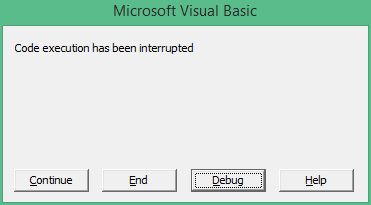 Microsoft Visual Basic
Code execution has been interrupted
Continue
End
Debug
Help